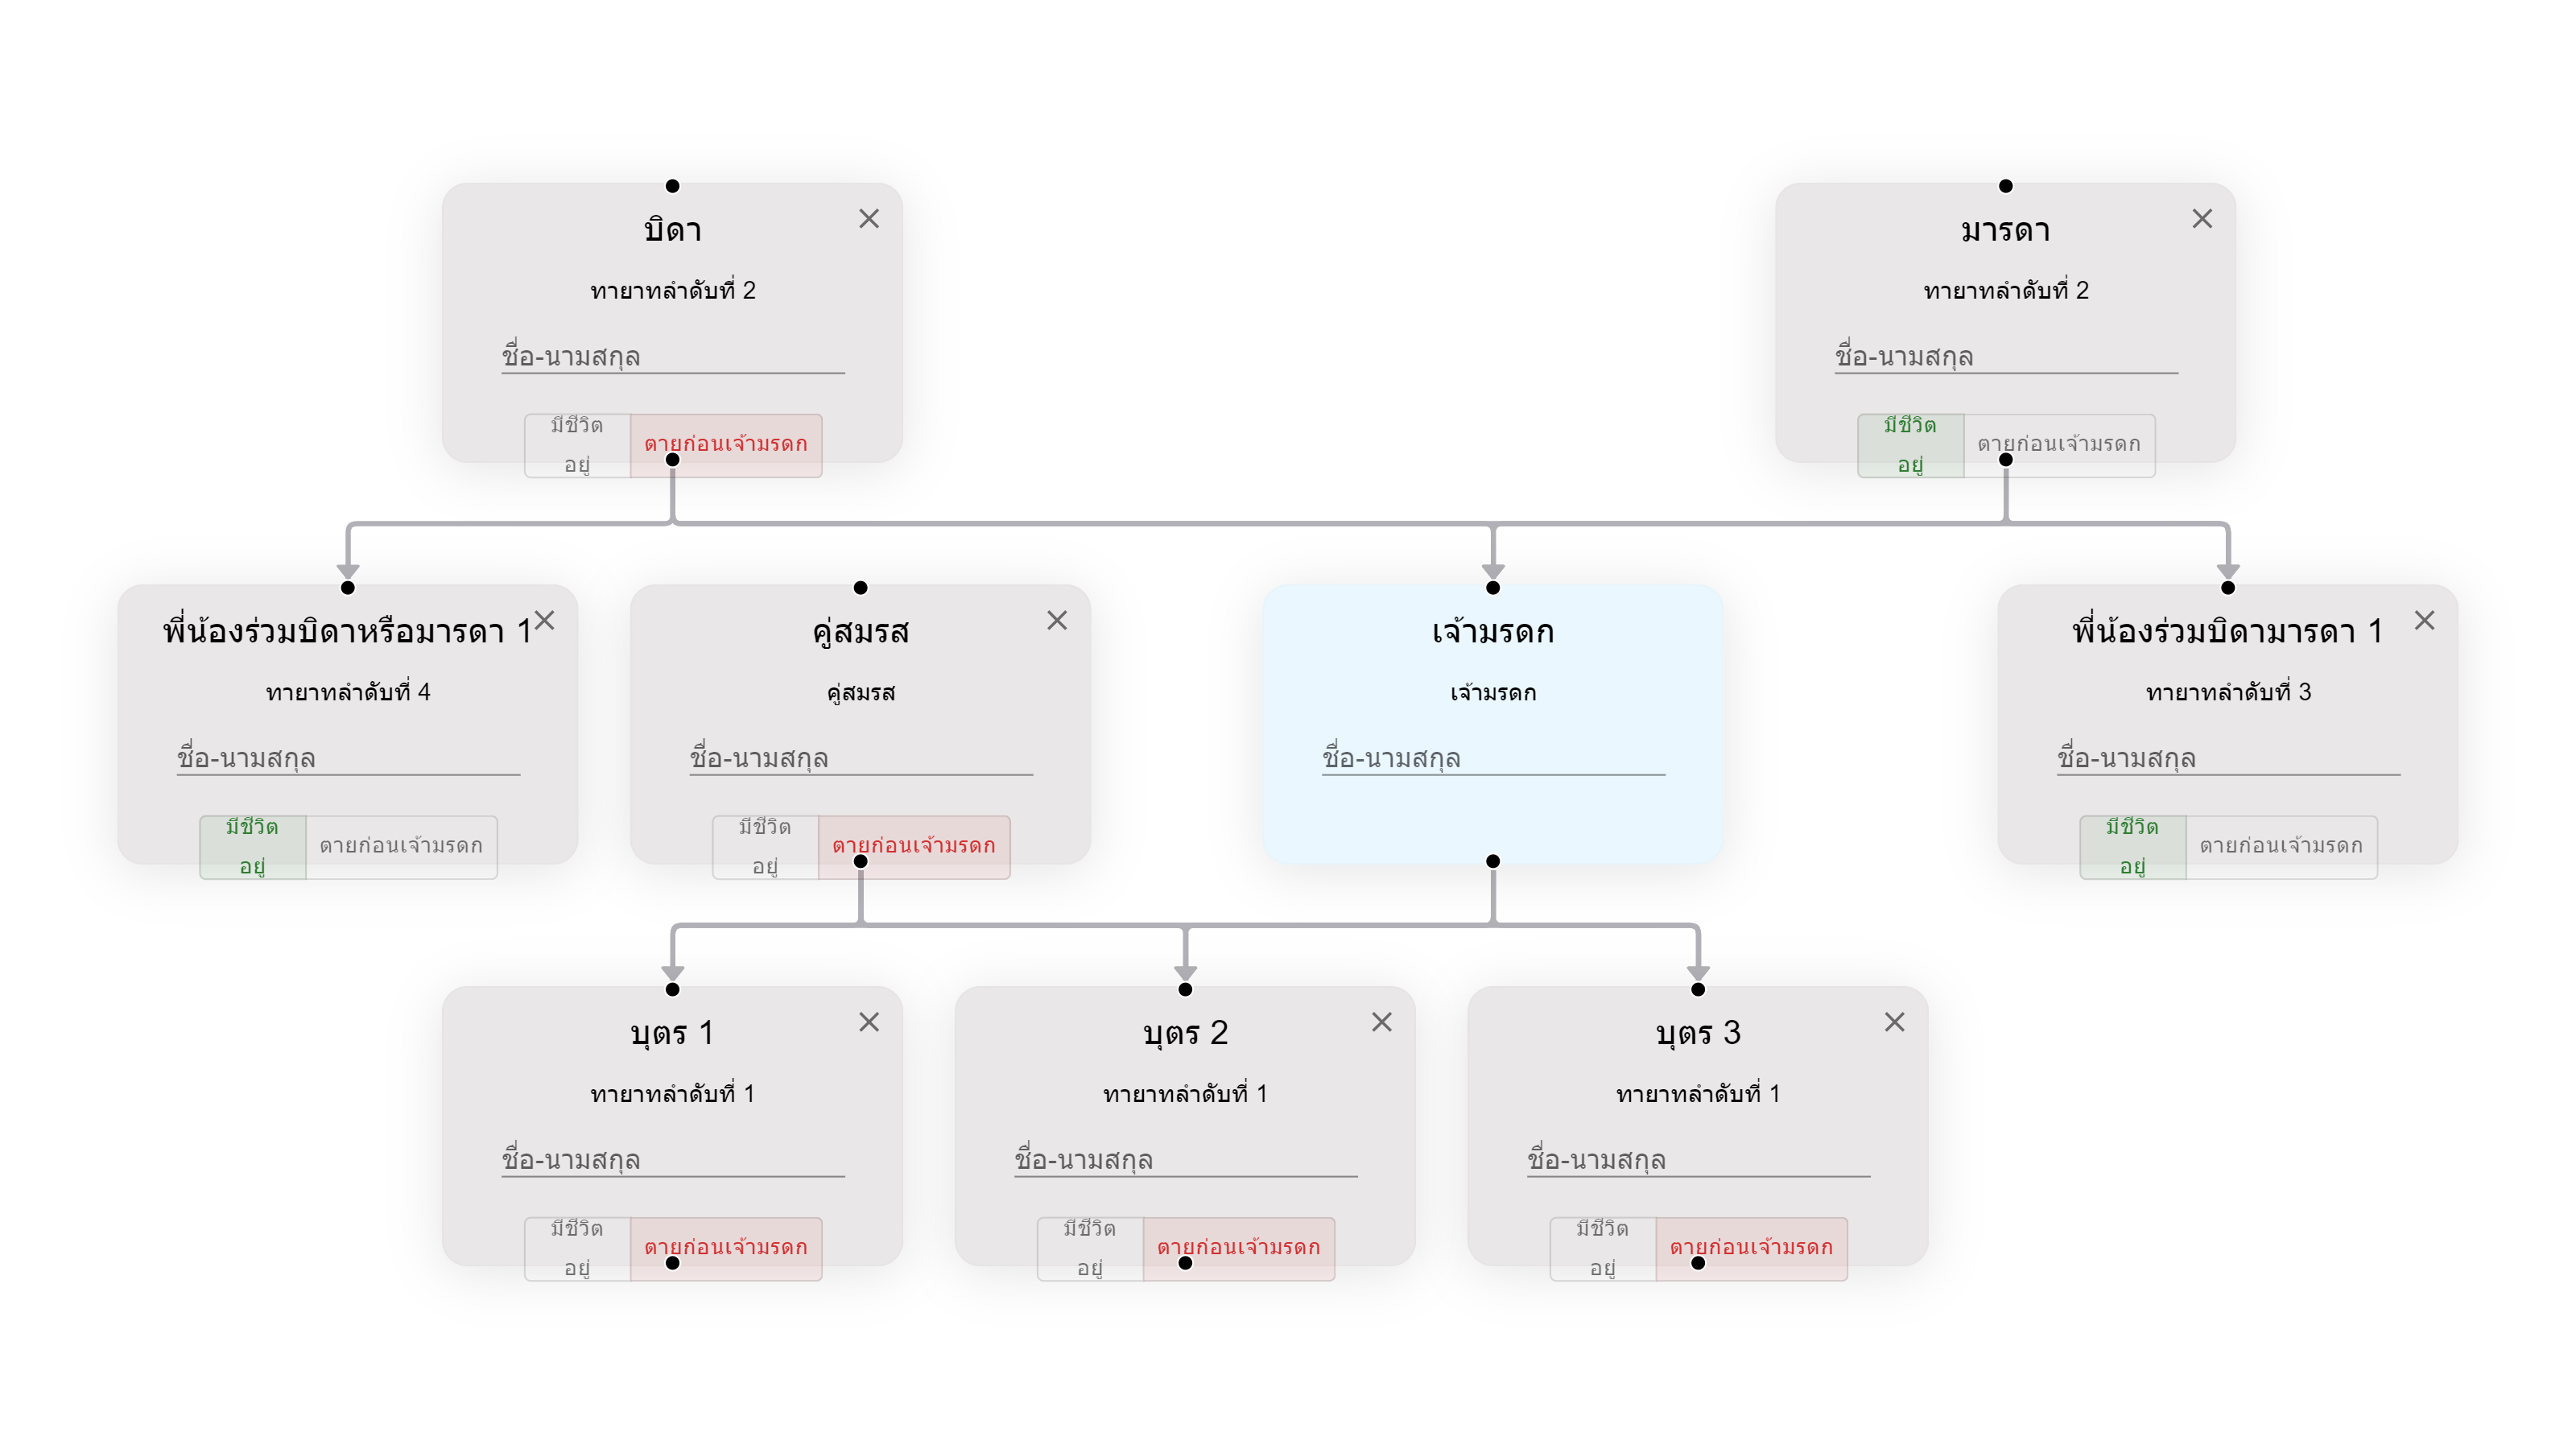 บิดา
ทายาทลำดับที่ 2
ชื่อ-นามสกุล
มีชีวิต
อยู่
ตายก่อนเจ้ามรดก
มารดา
ทายาทลำดับที่ 2
ชื่อ-นามสกุล
มีชีวิต
อยู่
ตายก่อนเจ้ามรดก
พี่น้องร่วมบิดาหรือมารดา 1
ทายาทลำดับที่ 4
ชื่อ-นามสกุล
มีชีวิต
อยู่
ตายก่อนเจ้ามรดก
คู่สมรส
คู่สมรส
ชื่อ-นามสกุล
มีชีวิต
อยู่
ตายก่อนเจ้ามรดก
เจ้ามรดก
เจ้ามรดก
ชื่อ-นามสกุล
พี่น้องร่วมบิดามารดา 1
ทายาทลำดับที่ 3
ชื่อ-นามสกุล
มีชีวิต
อยู่
ตายก่อนเจ้ามรดก
บุตร 1
ทายาทลำดับที่ 1
ชื่อ-นามสกุล
มีชีวิต
อยู่
ตายก่อนเจ้ามรดก
บุตร 2
ทายาทลำดับที่ 1
ชื่อ-นามสกุล
มีชีวิต
อยู่
ตายก่อนเจ้ามรดก
บุตร 3
ทายาทลำดับที่ 1
ชื่อ-นามสกุล
มีชีวิต
อยู่
ตายก่อนเจ้ามรดก